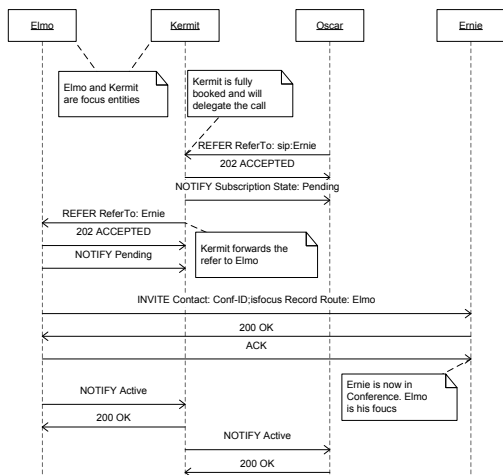 Elmo
Kermit
Oscar
Ernie
Elmo and Kermit
are focus entities
Kermit is fully
booked and will
delegate the call
REFER ReferTo: sip:Ernie
202 ACCEPTED
NOTIFY Subscription State: Pending
REFER ReferTo: Ernie
202 ACCEPTED
NOTIFY Pending
Kermit forwards the
refer to Elmo
INVITE Contact: Conf-ID;isfocus Record Route: Elmo
200 OK
ACK
Ernie is now in
Conference. Elmo
is his foucs
NOTIFY Active
200 OK
NOTIFY Active
200 OK